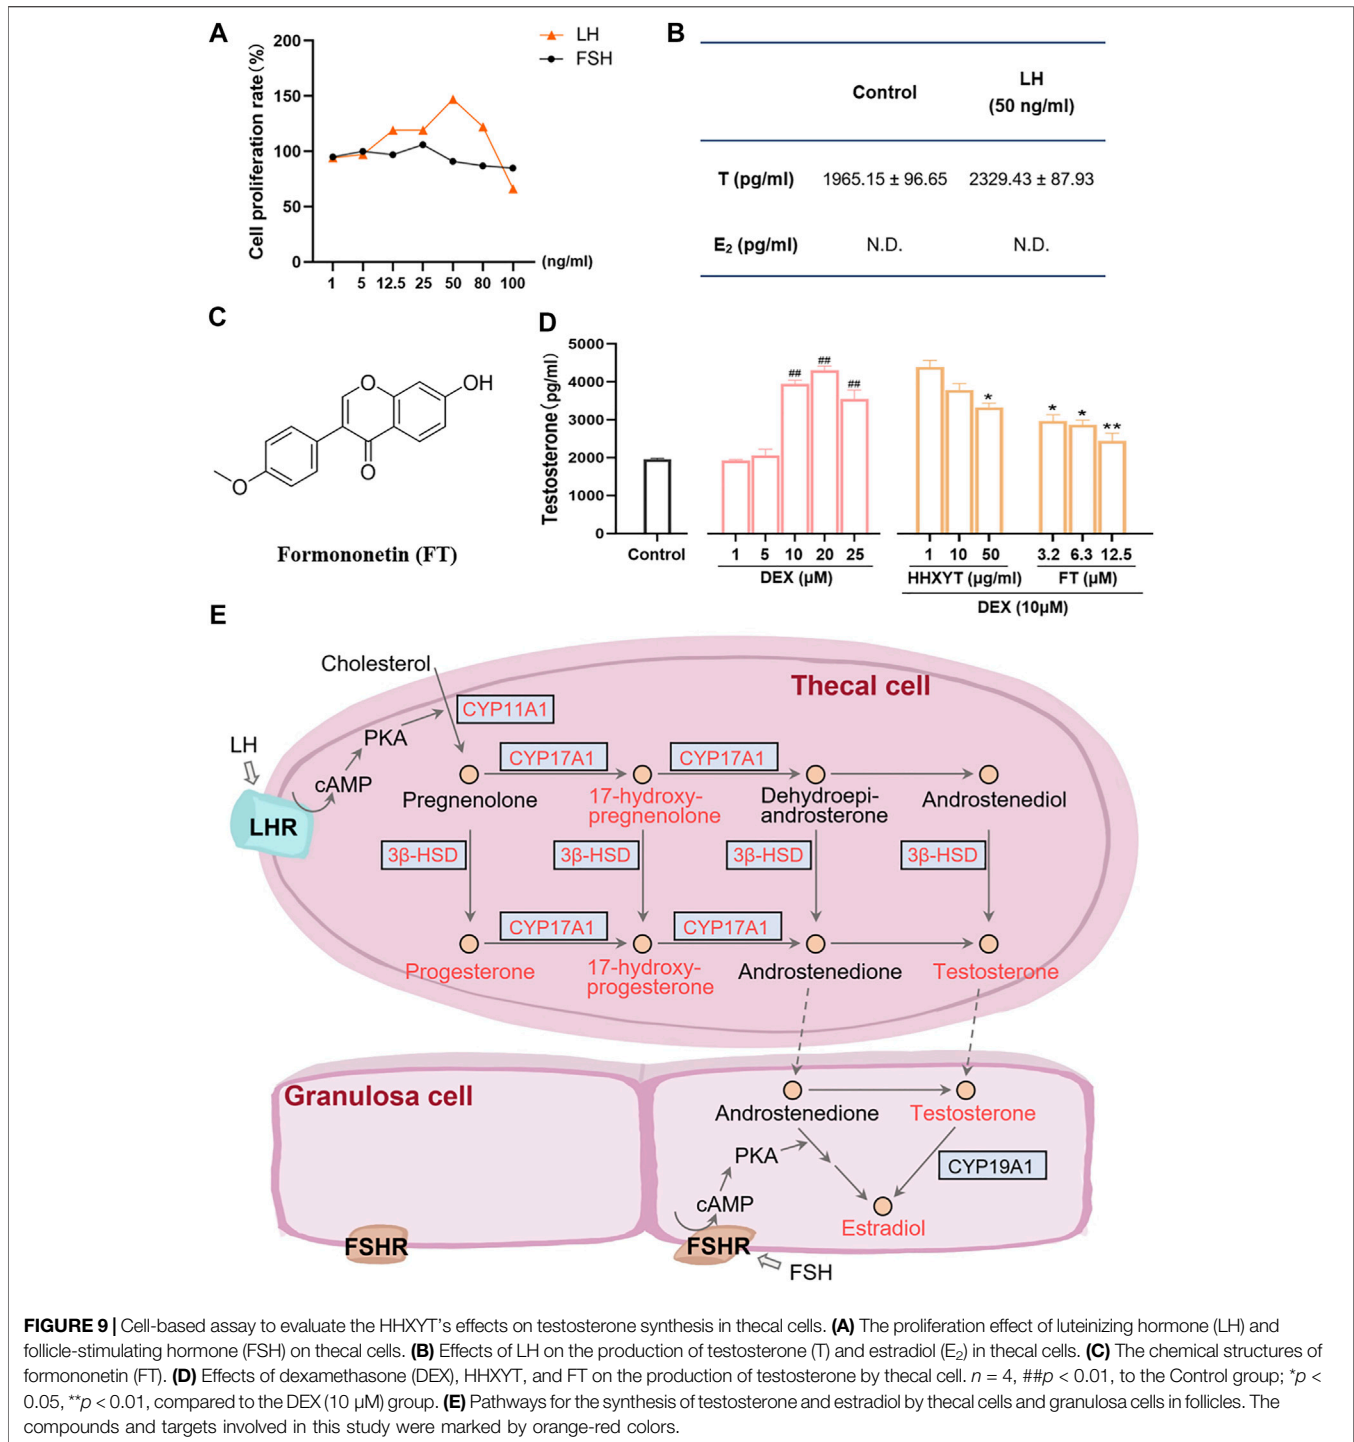 A
200
150
100
50
0
Cell proliferation rate (%)
LH
FSH
(ng/ml)
1 5 12.5 25 50 80 100
B
Control
LH
(50 ng/ml)
T (pg/ml) 1965.15 ± 96.65 2329.43 ± 87.93
E₂ (pg/ml) N.D. N.D.
C
O
OH
O
O
Formononetin (FT)
D
5000
4000
3000
2000
1000
0
Testosterone (pg/ml)
## ## ##
* * * **
Control 1 5 10 20 25 1 10 50 3.2 6.3 12.5
DEX (μM) HHXYT (μg/ml) FT (μM)
DEX (10μM)
E
Cholesterol
Thecal cell
CYP11A1
PKA
LH
cAMP
LHR
CYP17A1 CYP17A1
Pregnenolone
17-hydroxy-
pregnenolone
Dehydroepi-
androsterone
Androstenediol
3β-HSD 3β-HSD 3β-HSD 3β-HSD
CYP17A1 CYP17A1
Progesterone
17-hydroxy-
progesterone
Androstenedione
Testosterone
Granulosa cell
Androstenedione Testosterone
PKA
CYP19A1
cAMP
Estradiol
FSHR
FSHR
FSH
FIGURE 9 | Cell-based assay to evaluate the HHXYT's effects on testosterone synthesis in thecal cells. (A) The proliferation effect of luteinizing hormone (LH) and
follicle-stimulating hormone (FSH) on thecal cells. (B) Effects of LH on the production of testosterone (T) and estradiol (E₂) in thecal cells. (C) The chemical structures of
formononetin (FT). (D) Effects of dexamethasone (DEX), HHXYT, and FT on the production of testosterone by thecal cell. n = 4, ##p < 0.01, to the Control group; *p <
0.05, **p < 0.01, compared to the DEX (10 μM) group. (E) Pathways for the synthesis of testosterone and estradiol by thecal cells and granulosa cells in follicles. The
compounds and targets involved in this study were marked by orange-red colors.